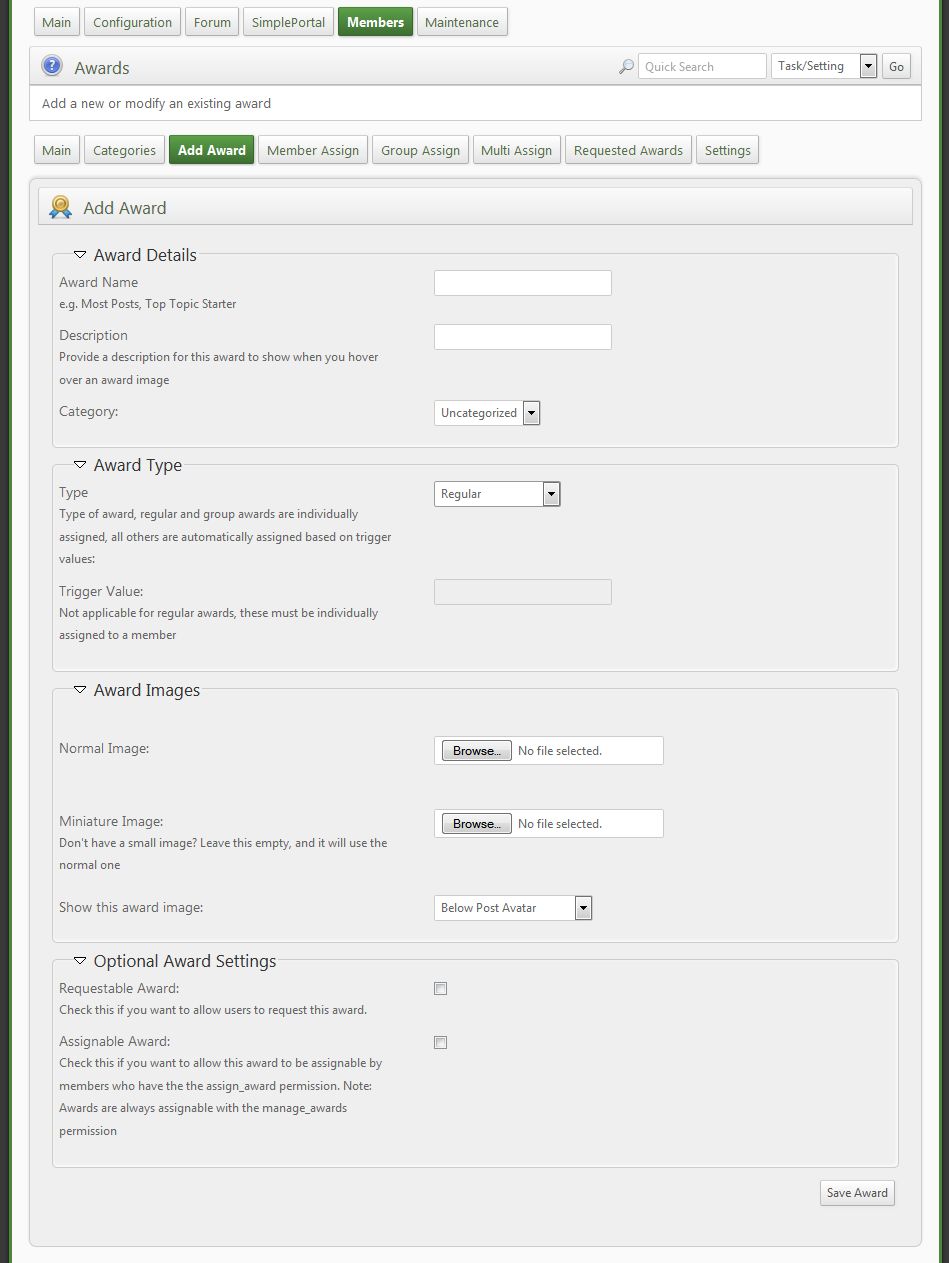 Main Configuration Forum SimplePortal Members Maintenance
Awards Quick Search Task/Setting Go
Add a new or modify an existing award
Main Categories Add Award Member Assign Group Assign Multi Assign Requested Awards Settings
Add Award
Award Details
Award Name
e.g. Most Posts, Top Topic Starter
Description
Provide a description for this award to show when you hover
over an award image
Category: Uncategorized
Award Type
Type Regular
Type of award, regular and group awards are individually
assigned, all others are automatically assigned based on trigger
values:
Trigger Value:
Not applicable for regular awards, these must be individually
assigned to a member
Award Images
Normal Image: Browse... No file selected.
Miniature Image: Browse... No file selected.
Don't have a small image? Leave this empty, and it will use the
normal one
Show this award image: Below Post Avatar
Optional Award Settings
Requestable Award:
Check this if you want to allow users to request this award.
Assignable Award:
Check this if you want to allow this award to be assignable by
members who have the the assign_award permission. Note:
Awards are always assignable with the manage_awards
permission
Save Award